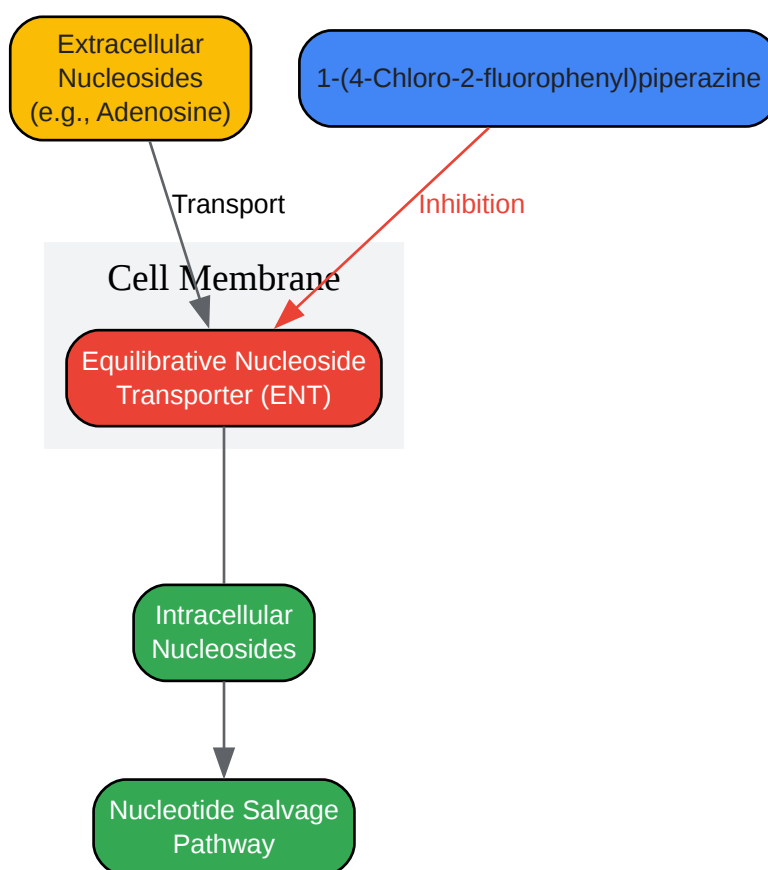 Extracellular
Nucleosides
(e.g., Adenosine)
1-(4-Chloro-2-fluorophenyl)piperazine
Transport
Inhibition
Cell Membrane
Equilibrative Nucleoside
Transporter (ENT)
Intracellular
Nucleosides
Nucleotide Salvage
Pathway